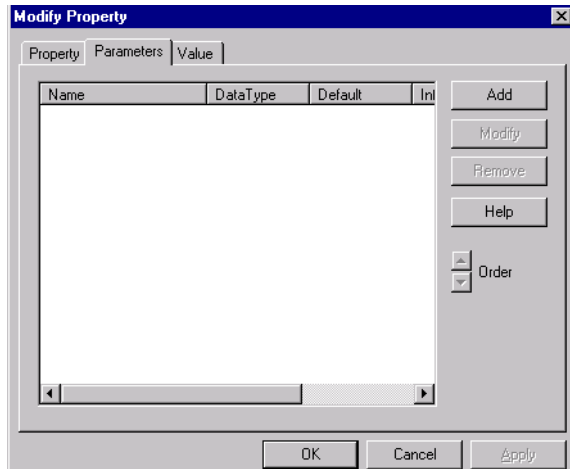 Modify Property
Property Parameters Value
Name DataType Default
Add
Modify
Remove
Help
Order
OK Cancel Apply